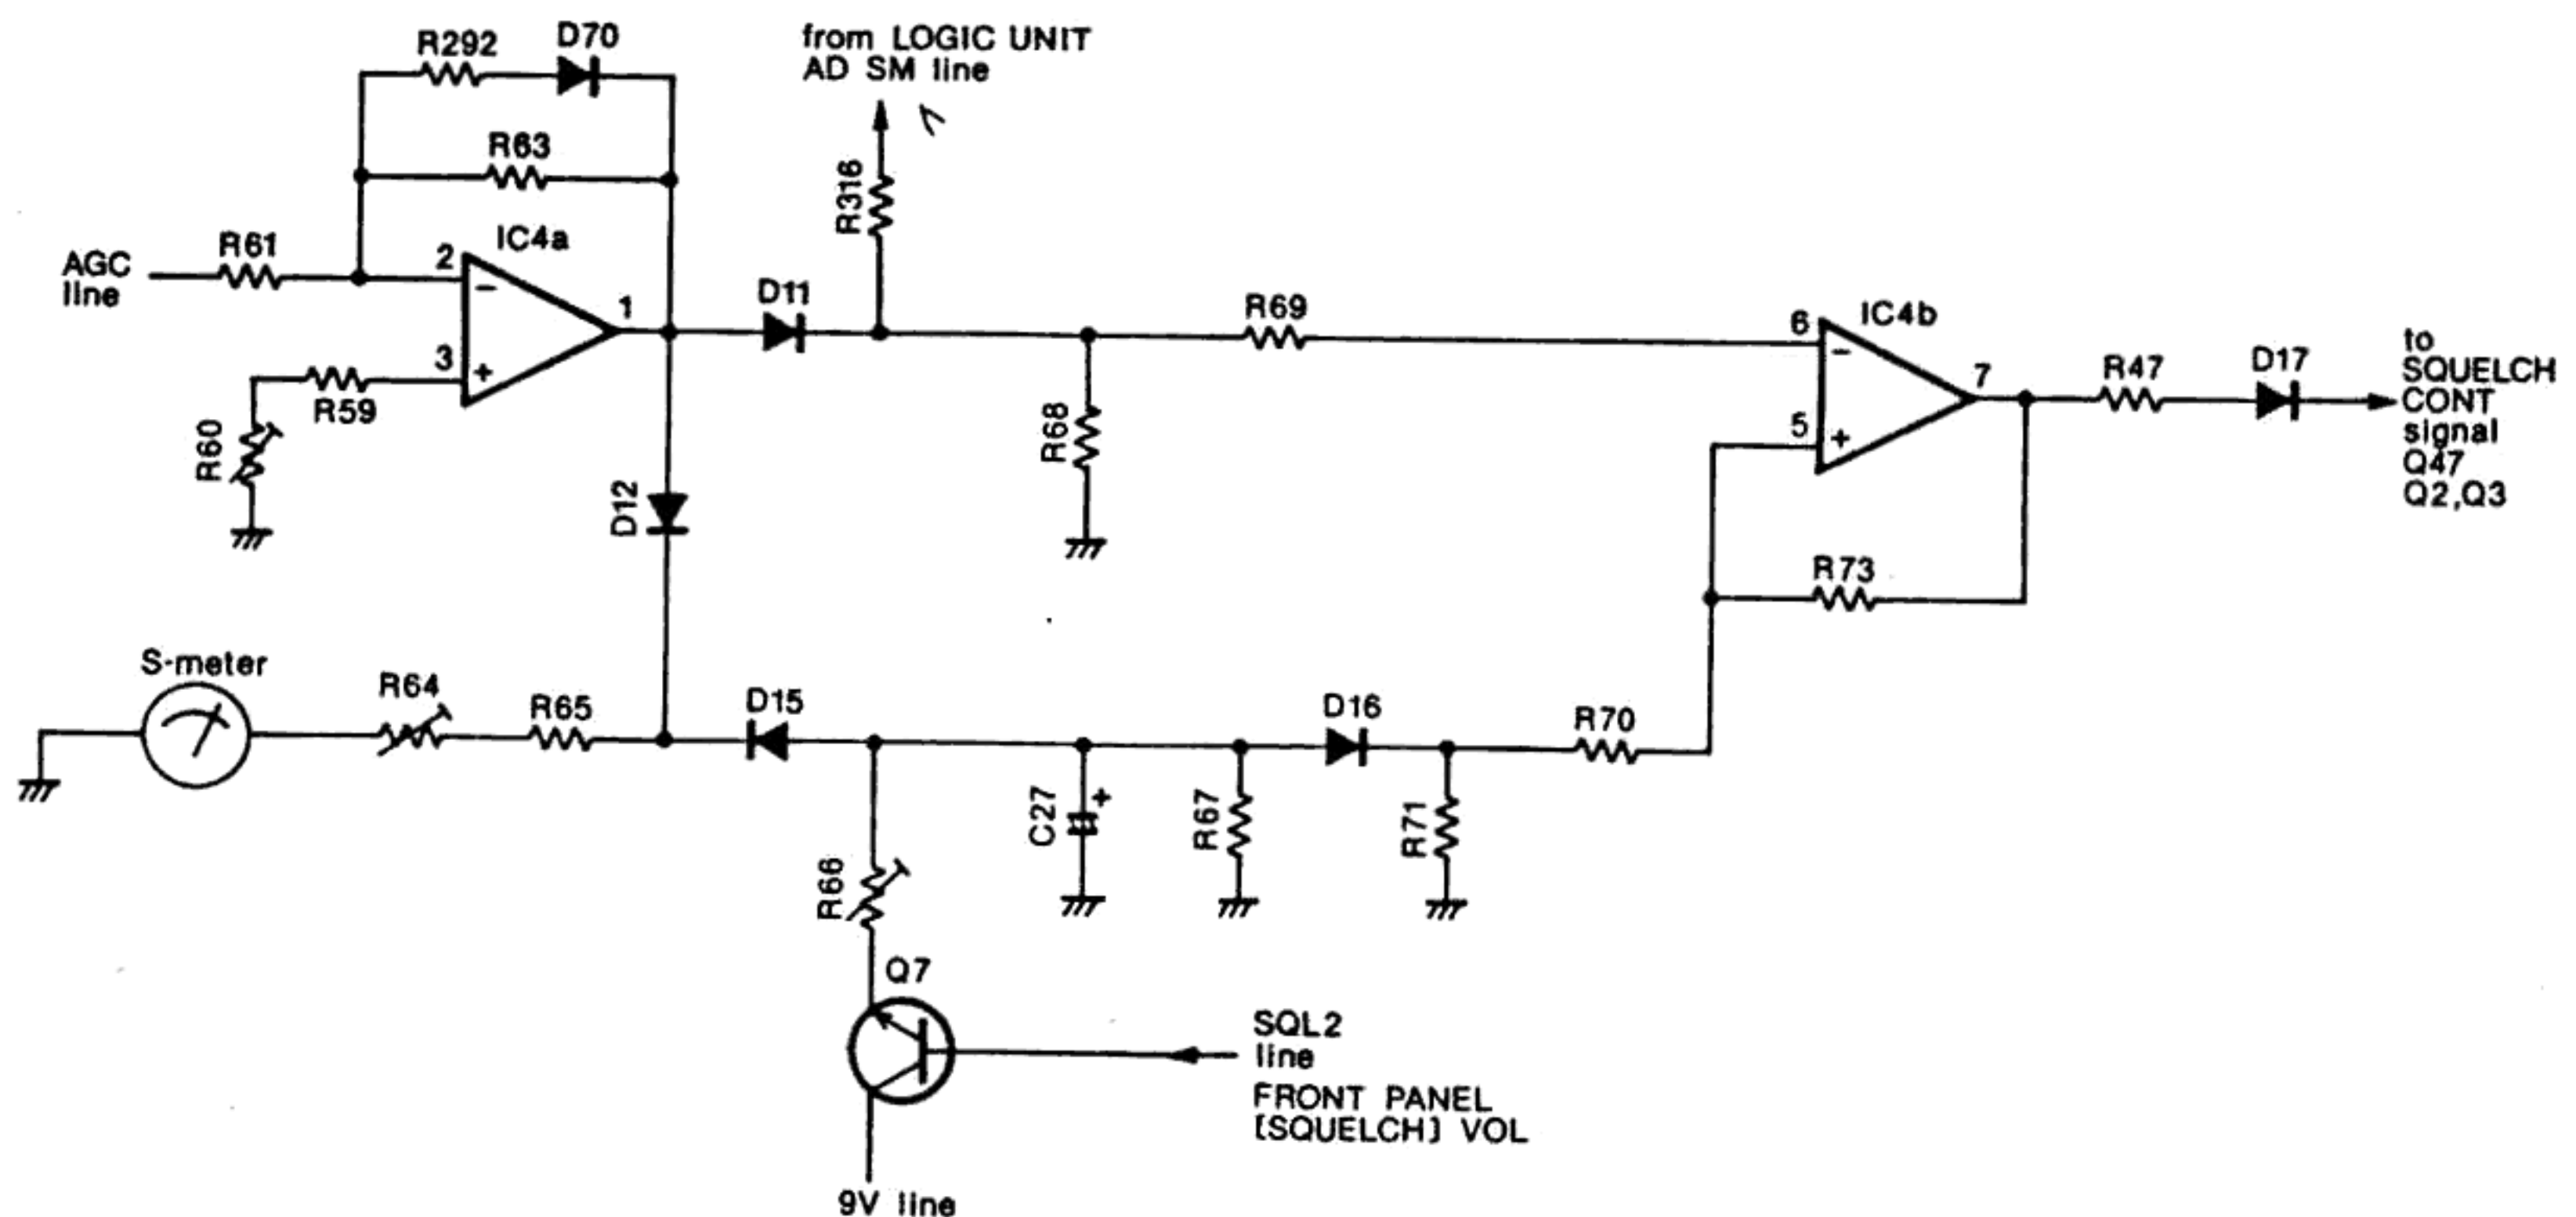 R292
D70
from LOGIC UNIT
AD SM line
R63
R316
AGC
line
R61
2
IC4a
−
1
3
+
R59
R60
D11
R69
6
IC4b
−
7
5
+
R47
D17
to
SQUELCH
CONT
signal
Q47
Q2,Q3
R68
D12
R73
S-meter
R64
R65
D15
D16
R70
C27
+
R67
R71
R66
Q7
SQL2
line
FRONT PANEL
[SQUELCH] VOL
9V line